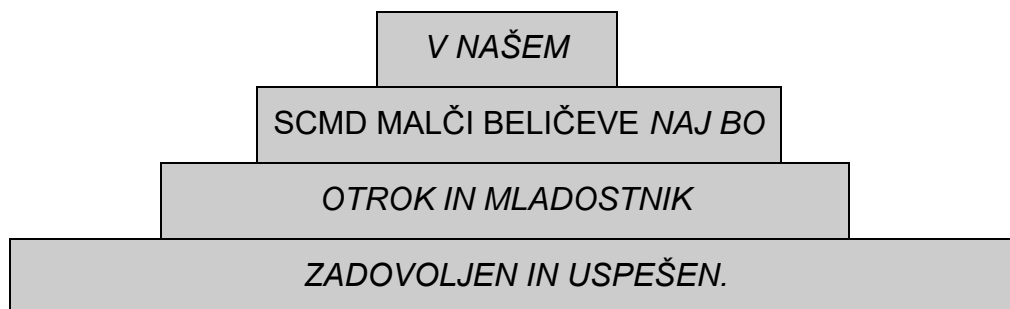 V NAŠEM
SCMD MALČI BELIČEVE NAJ BO
OTROK IN MLADOSTNIK
ZADOVOLJEN IN USPEŠEN.